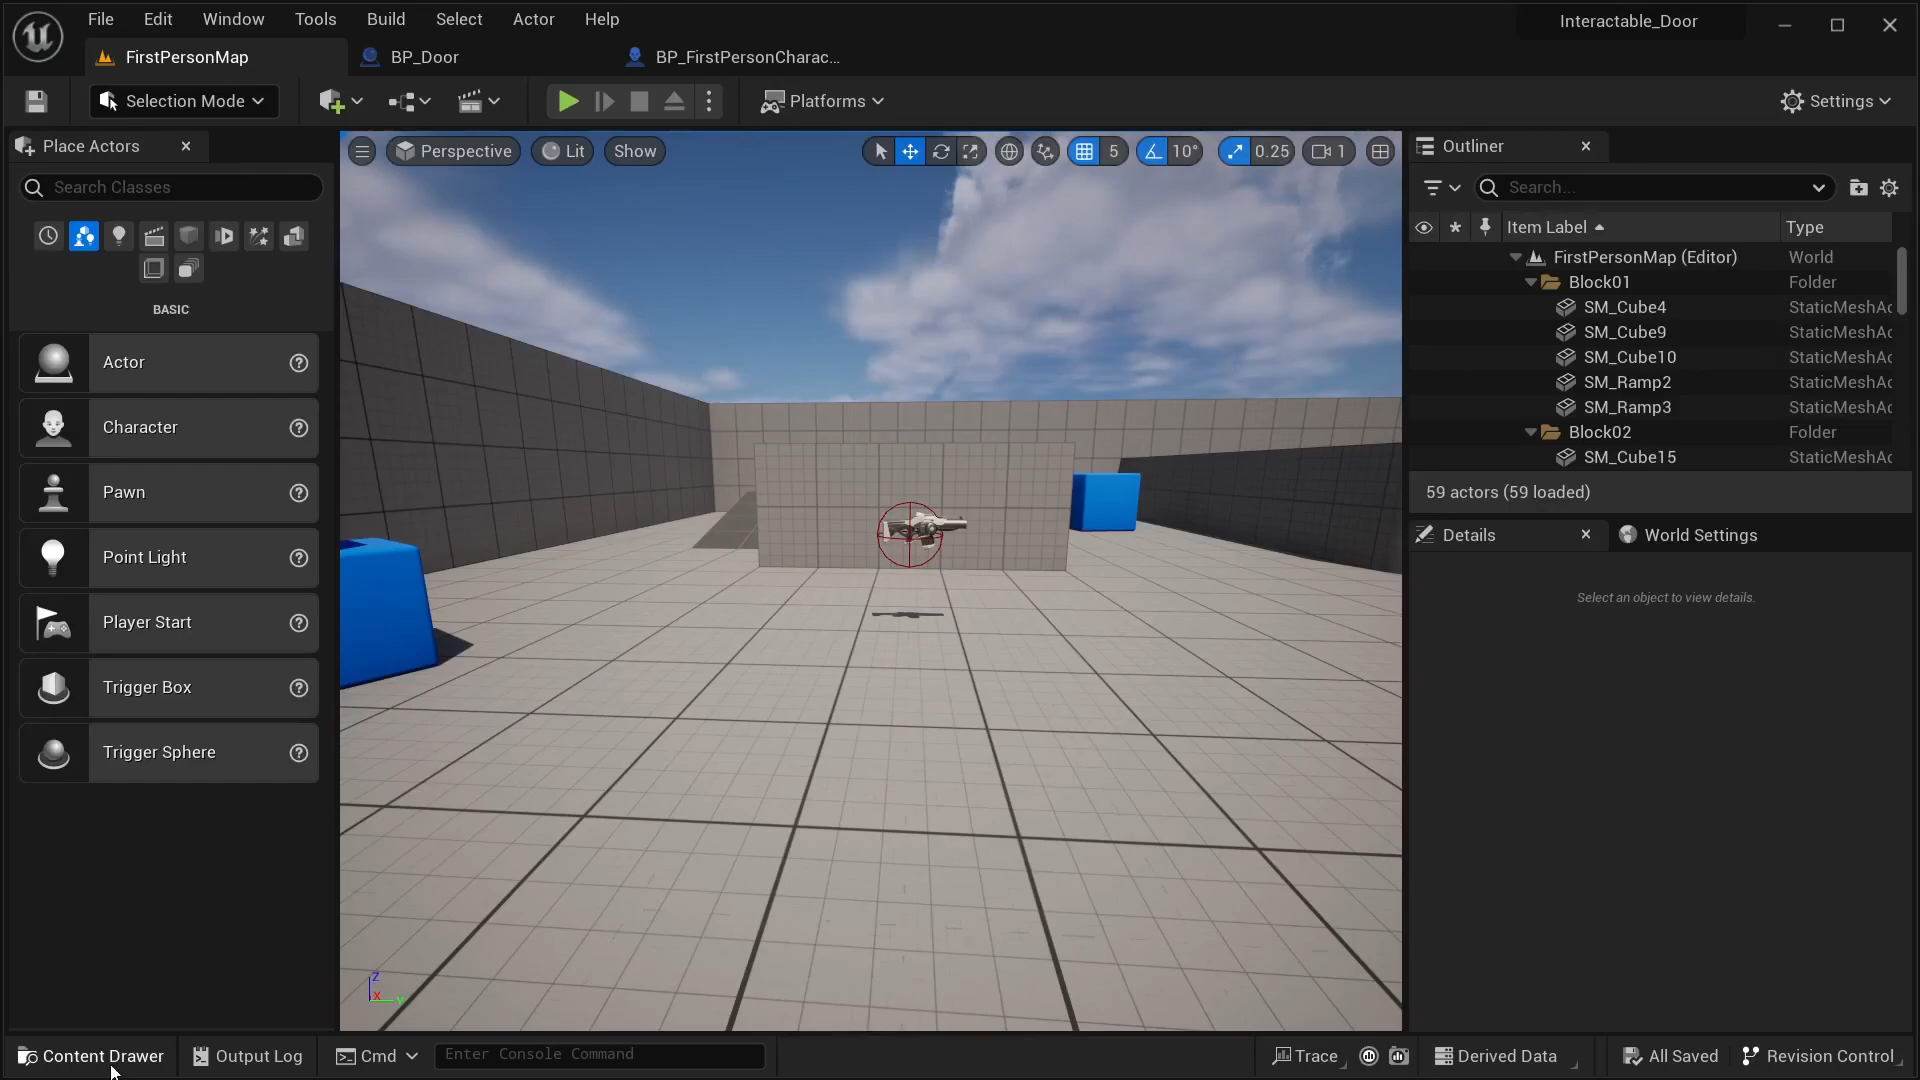 File Edit Window Tools Build Select Actor Help
Interactable_Door
FirstPersonMap
BP_Door
BP_FirstPersonCharac...
Selection Mode
Platforms
Settings
Place Actors
Perspective
Lit
Show
5
10°
0.25
1
Outliner
Search Classes
Search...
Item Label
Type
BASIC
FirstPersonMap (Editor) World
Block01 Folder
SM_Cube4 StaticMeshAc
SM_Cube9 StaticMeshAc
SM_Cube10 StaticMeshAc
SM_Ramp2 StaticMeshAc
SM_Ramp3 StaticMeshAc
Block02 Folder
SM_Cube15 StaticMeshAc
59 actors (59 loaded)
Details
World Settings
Select an object to view details.
Actor
Character
Pawn
Point Light
Player Start
Trigger Box
Trigger Sphere
Z
X
Y
Content Drawer
Output Log
Cmd
Enter Console Command
Trace
Derived Data
All Saved
Revision Control